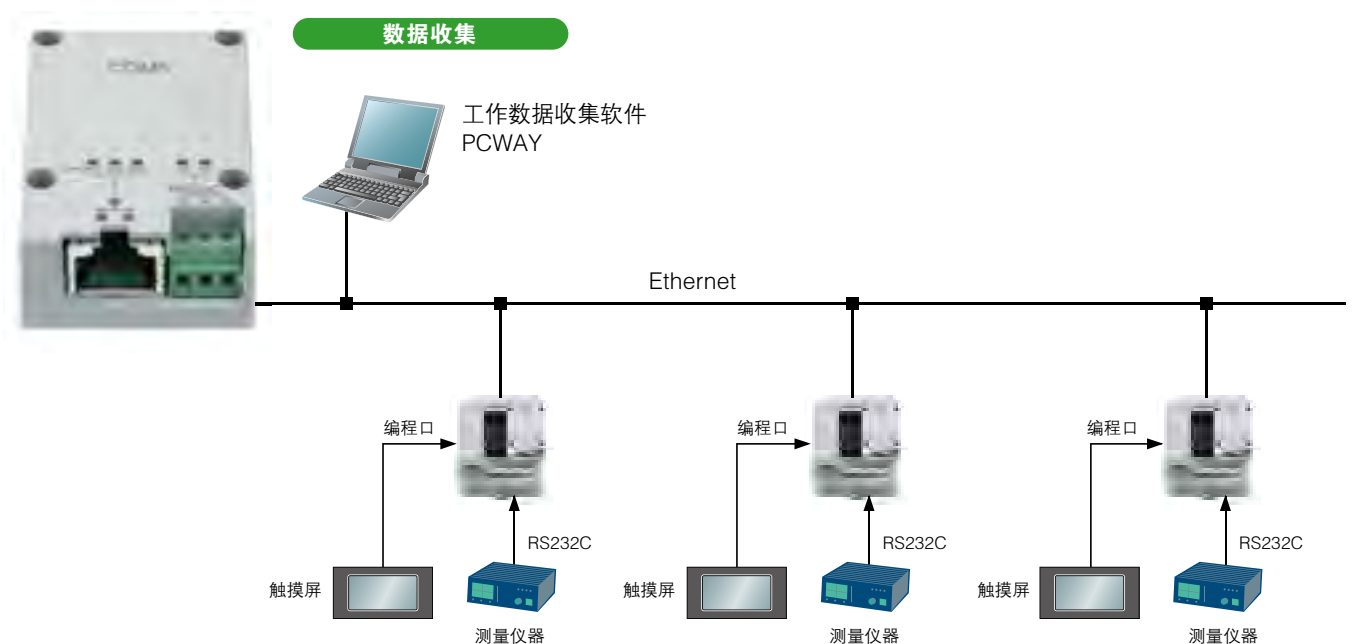 数据收集
工作数据收集软件
PCWAY
Ethernet
编程口
编程口
编程口
RS232C
RS232C
RS232C
触摸屏
触摸屏
触摸屏
测量仪器
测量仪器
测量仪器